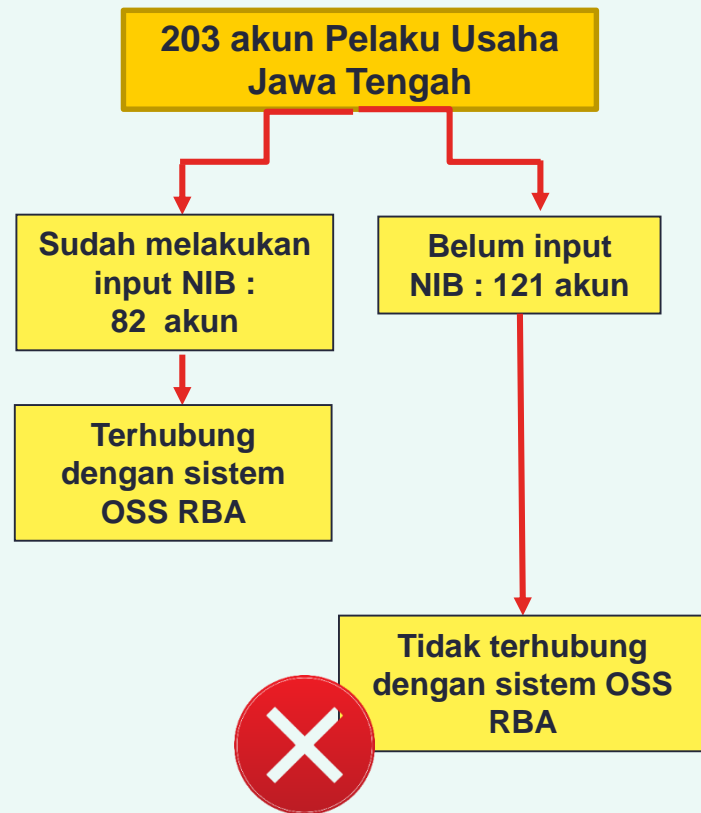 203 akun Pelaku Usaha
Jawa Tengah
Sudah melakukan
input NIB :
82 akun
Belum input
NIB : 121 akun
Terhubung
dengan sistem
OSS RBA
Tidak terhubung
dengan sistem OSS
RBA